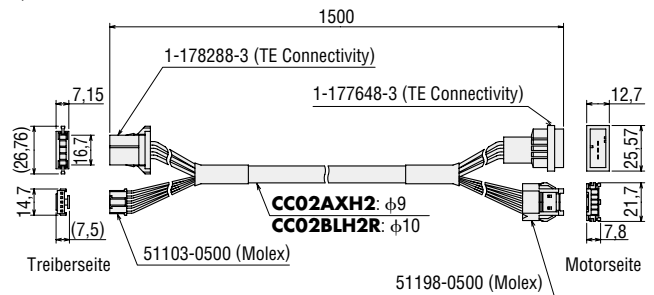 1500
1-178288-3 (TE Connectivity)
7,15
1-177648-3 (TE Connectivity)
12,7
(26,76)
16,7
25,57
14,7
(7,5)
CC02AXH2: ϕ9
CC02BLH2R: ϕ10
21,7
7,8
51103-0500 (Molex)
Treiberseite
Motorseite
51198-0500 (Molex)